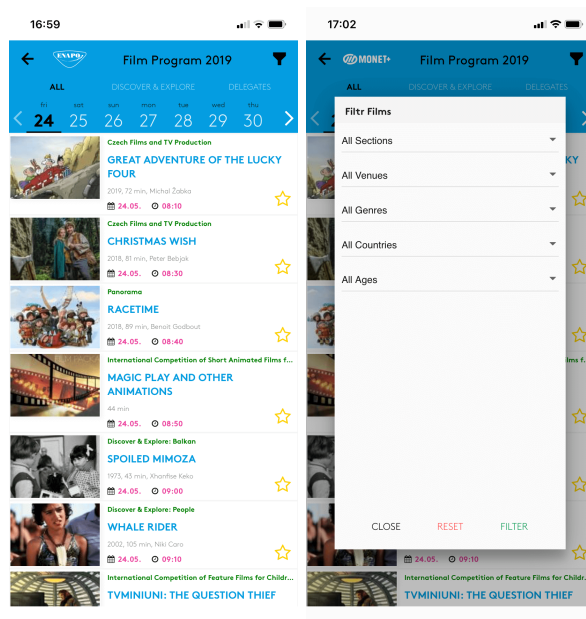 16:59
ENAPO
Film Program 2019
ALL
DISCOVER & EXPLORE
DELEGATES
fri sat sun mon tue wed thu
24 25 26 27 28 29 30
Czech Films and TV Production
GREAT ADVENTURE OF THE LUCKY
FOUR
2019, 72 min, Michal Žabka
24.05. 08:10
Czech Films and TV Production
CHRISTMAS WISH
2018, 81 min, Peter Bebjak
24.05. 08:30
Panorama
RACETIME
2018, 89 min, Benoit Godbout
24.05. 08:40
International Competition of Short Animated Films f...
MAGIC PLAY AND OTHER
ANIMATIONS
44 min
24.05. 08:50
Discover & Explore: Balkan
SPOILED MIMOZA
1973, 43 min, Xhanfise Keko
24.05. 09:00
Discover & Explore: People
WHALE RIDER
2002, 105 min, Niki Caro
24.05. 09:10
International Competition of Feature Films for Childr...
TVMINIUNI: THE QUESTION THIEF
17:02
MONET+
Film Program 2019
ALL
DISCOVER & EXPLORE
DELEGATES
Filtr Films
All Sections
All Venues
All Genres
All Countries
All Ages
CLOSE
RESET
FILTER
KY
lms f...
24.05. 09:10
International Competition of Feature Films for Childr...
TVMINIUNI: THE QUESTION THIEF